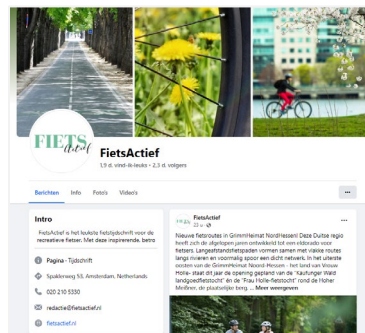 FIETS
actief
FietsActief
1,9 d. vind-ik-leuks • 2,3 d. volgers
Berichten Info Foto's Video's
Intro
FietsActief is het leukste fietstijdschrift voor de
recreatieve fietser. Met deze inspirerende, betro
Pagina · Tijdschrift
Spaklerweg 53, Amsterdam, Netherlands
020 210 5330
redactie@fietsactief.nl
fietsactief.nl
FietsActief
22 u ·
Nieuwe fietsroutes in GrimmHeimat NordHessen! Deze Duitse regio
heeft zich de afgelopen jaren ontwikkeld tot een eldorado voor
fietsers. Langeafstandsfietspaden vormen samen met vlakke routes
langs rivieren en voormalig spoor een dicht netwerk. In het uiterste
oosten van de GrimmHeimat Noord-Hessen - het land van Vrouw
Holle- staat dit jaar de opening gepland van de "Kaufunger Wald
landgoedfietstocht" én de "Frau Holle-fietstocht" rond de Hoher
Meißner, de plaatselijke berg. ... Meer weergeven